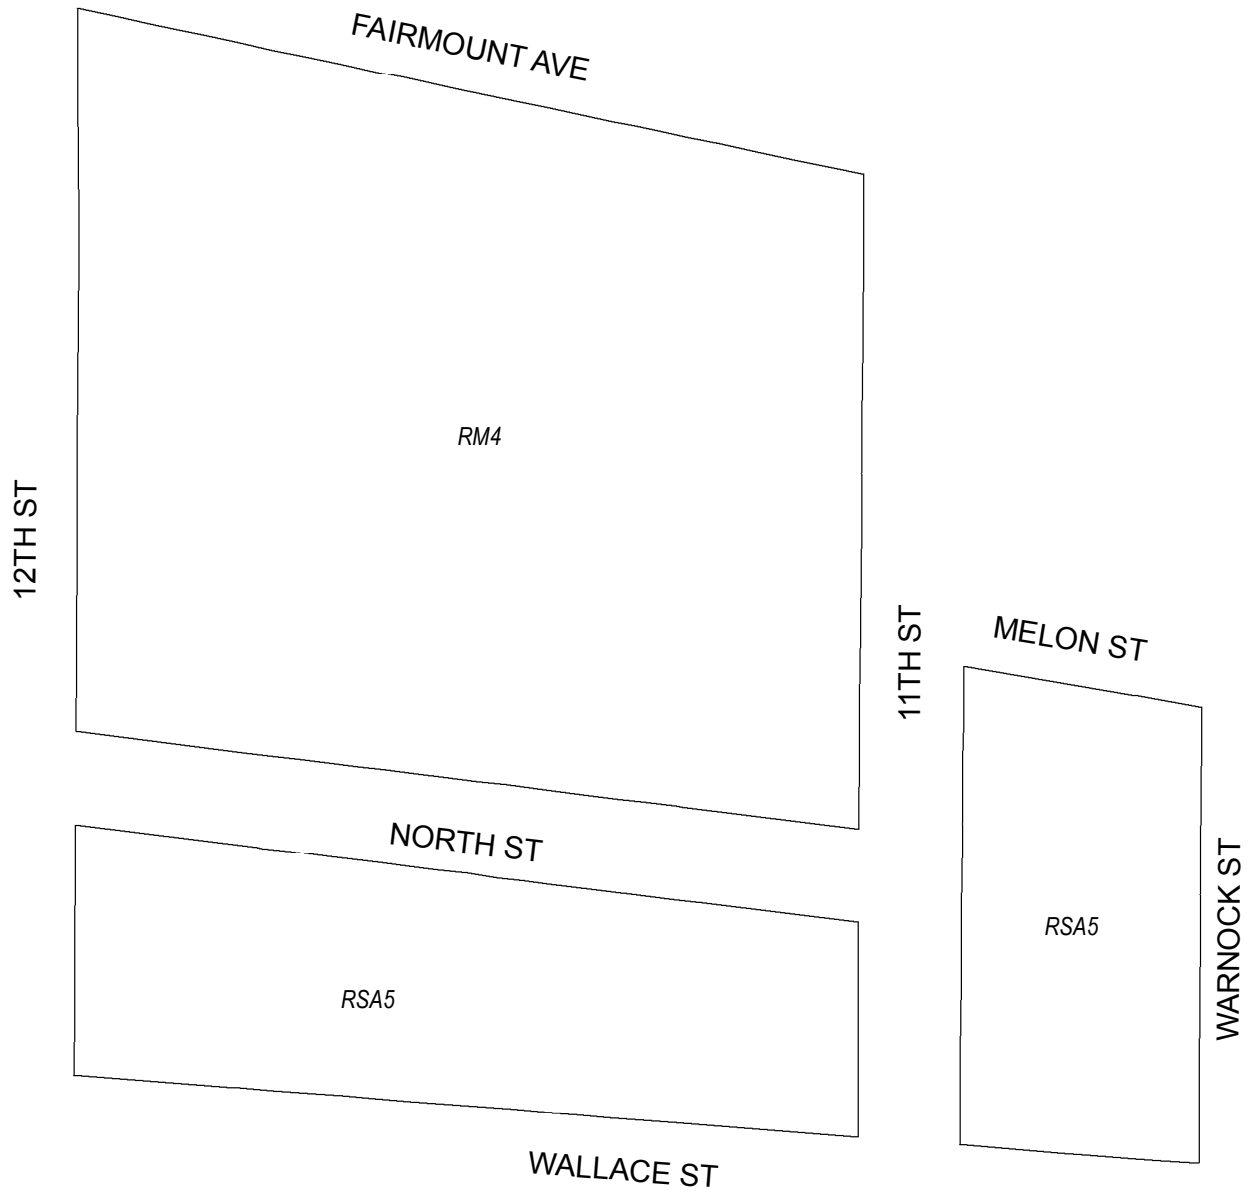 FAIRMOUNT AVE
RM4
12TH ST
11TH ST
MELON ST
NORTH ST
RSA5
WARNOCK ST
RSA5
WALLACE ST